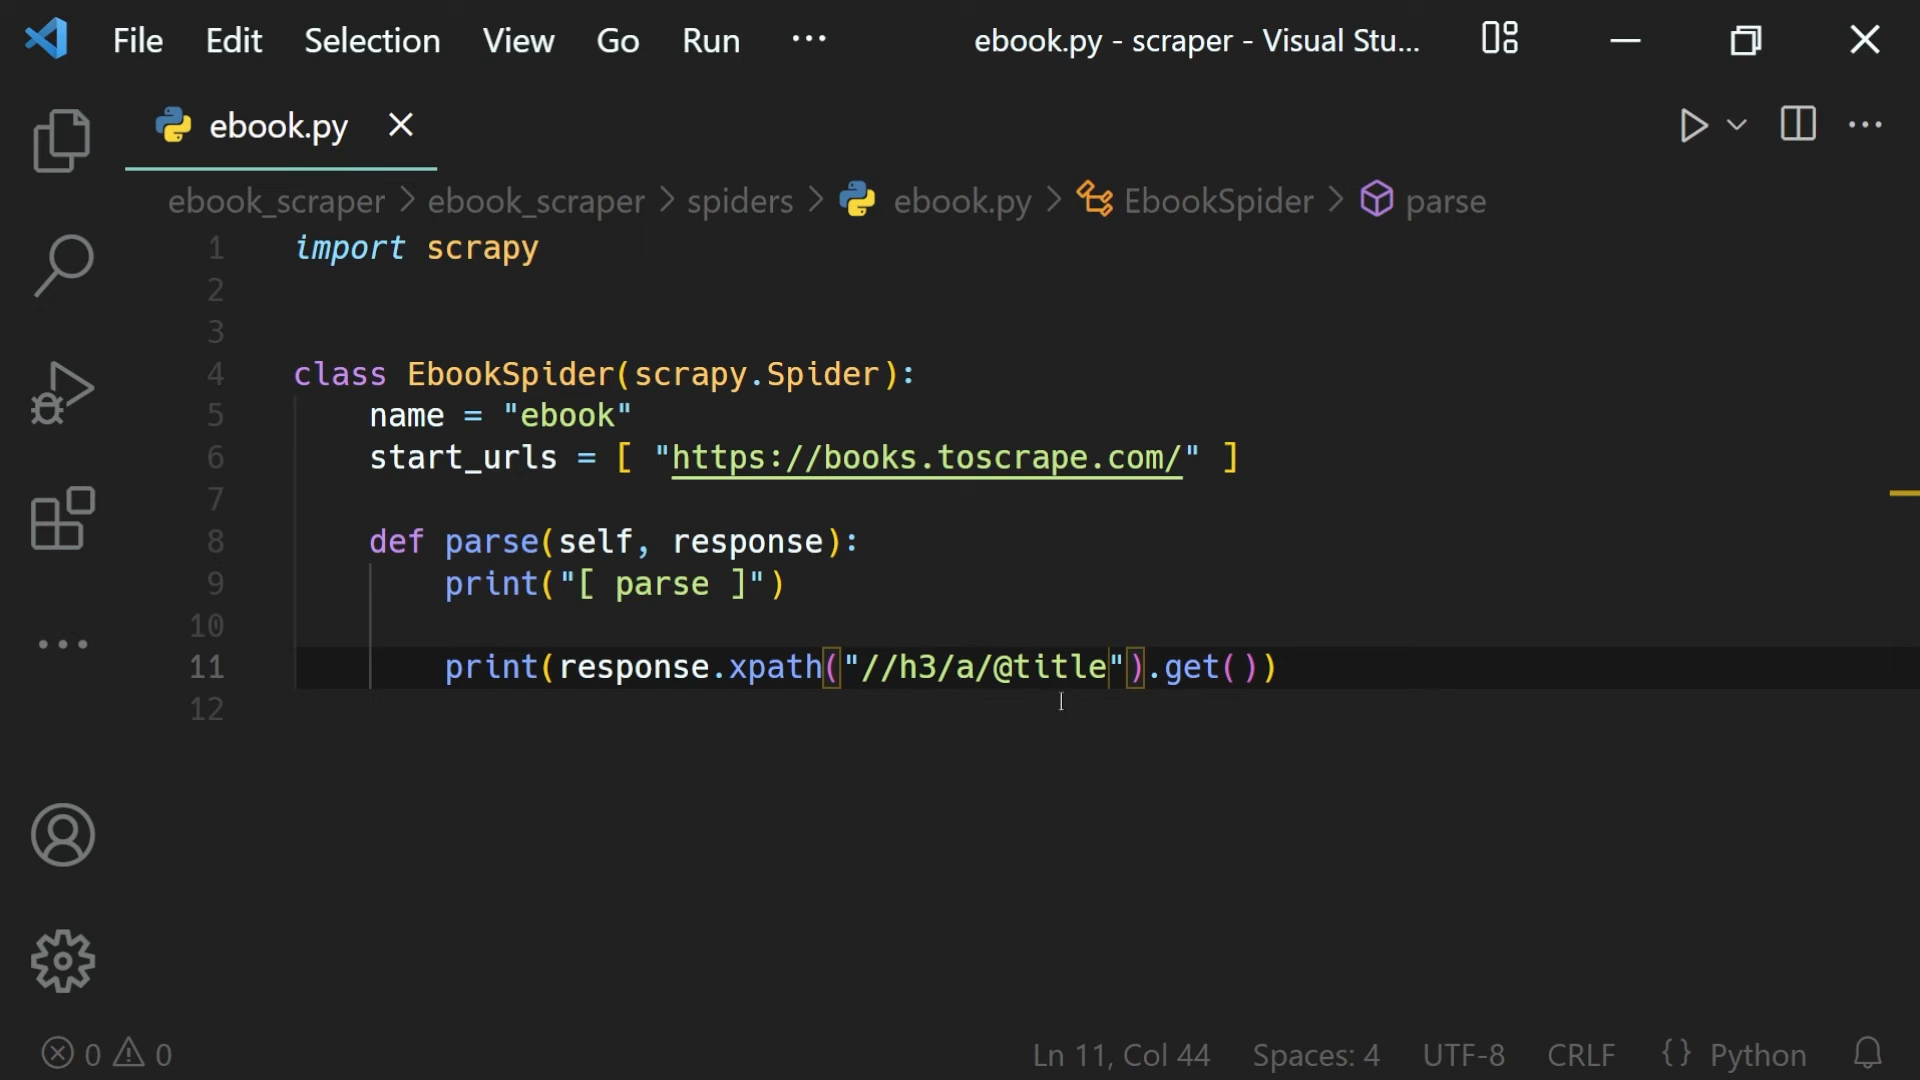 File Edit Selection View Go Run ··· ebook.py - scraper - Visual Stu...
ebook.py
ebook_scraper > ebook_scraper > spiders > ebook.py > EbookSpider > parse
1 import scrapy
2
3
4 class EbookSpider(scrapy.Spider):
5 name = "ebook"
6 start_urls = [ "https://books.toscrape.com/" ]
7
8 def parse(self, response):
9 print("[ parse ]")
10
11 print(response.xpath("//h3/a/@title").get())
12
0 0 Ln 11, Col 44 Spaces: 4 UTF-8 CRLF {} Python